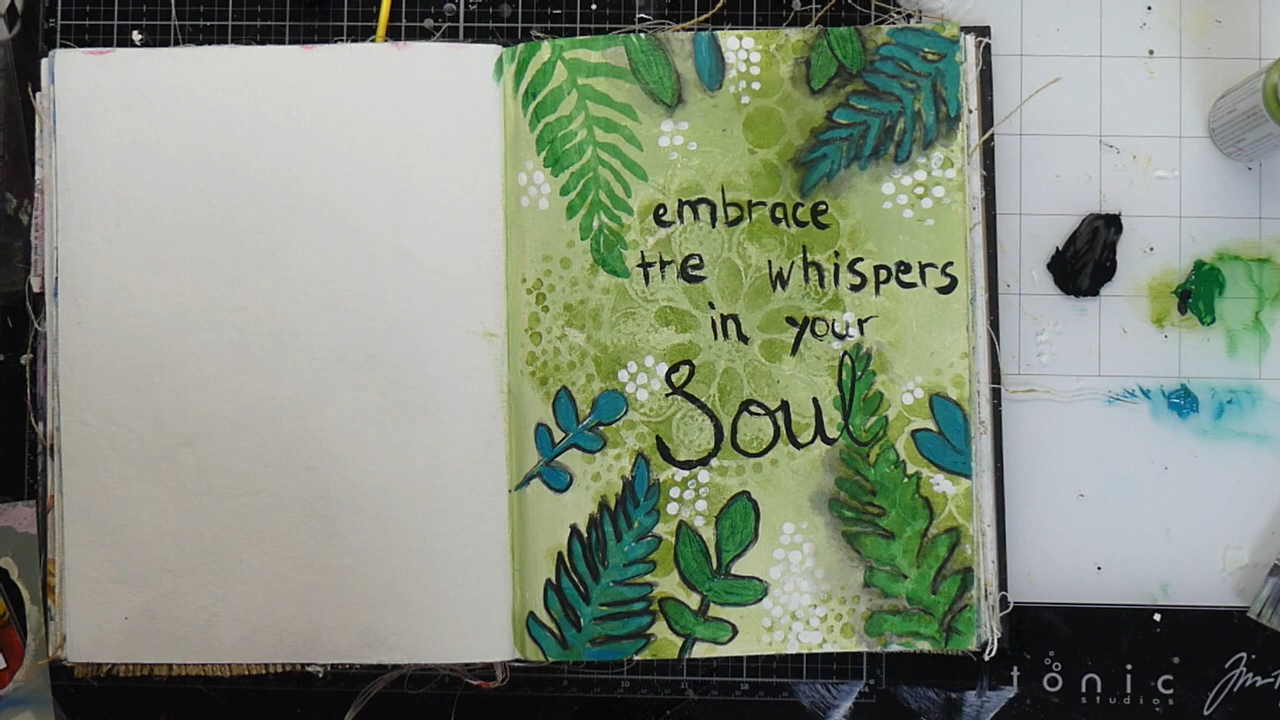 embrace
the whispers
in your
Soul
tonic
studios